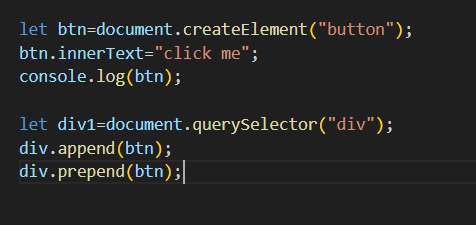 let btn=document.createElement("button");
btn.innerText="click me";
console.log(btn);
let div1=document.querySelector("div");
div.append(btn);
div.prepend(btn);